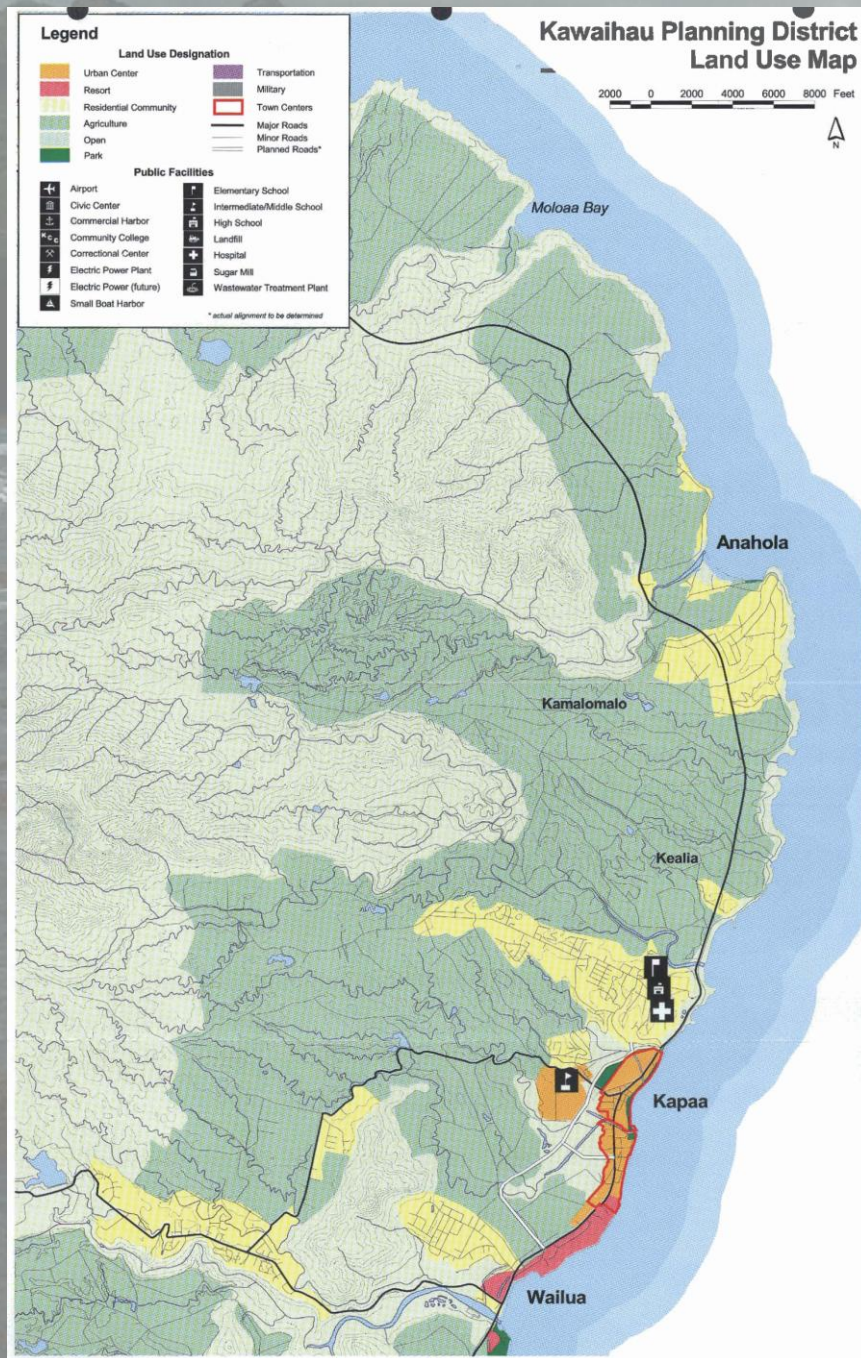 Kawaihau Planning District
Land Use Map
2000 0 2000 4000 6000 8000 Feet
N
Legend
Land Use Designation
Urban Center
Resort
Residential Community
Agriculture
Open
Park
Transportation
Military
Town Centers
Major Roads
Minor Roads
Planned Roads*
Public Facilities
Airport
Civic Center
Commercial Harbor
KCC Community College
Correctional Center
Electric Power Plant
Electric Power (future)
Small Boat Harbor
Elementary School
Intermediate/Middle School
High School
Landfill
Hospital
Sugar Mill
Wastewater Treatment Plant
* actual alignment to be determined
Moloaa Bay
Anahola
Kamalomalo
Kealia
Kapaa
Wailua